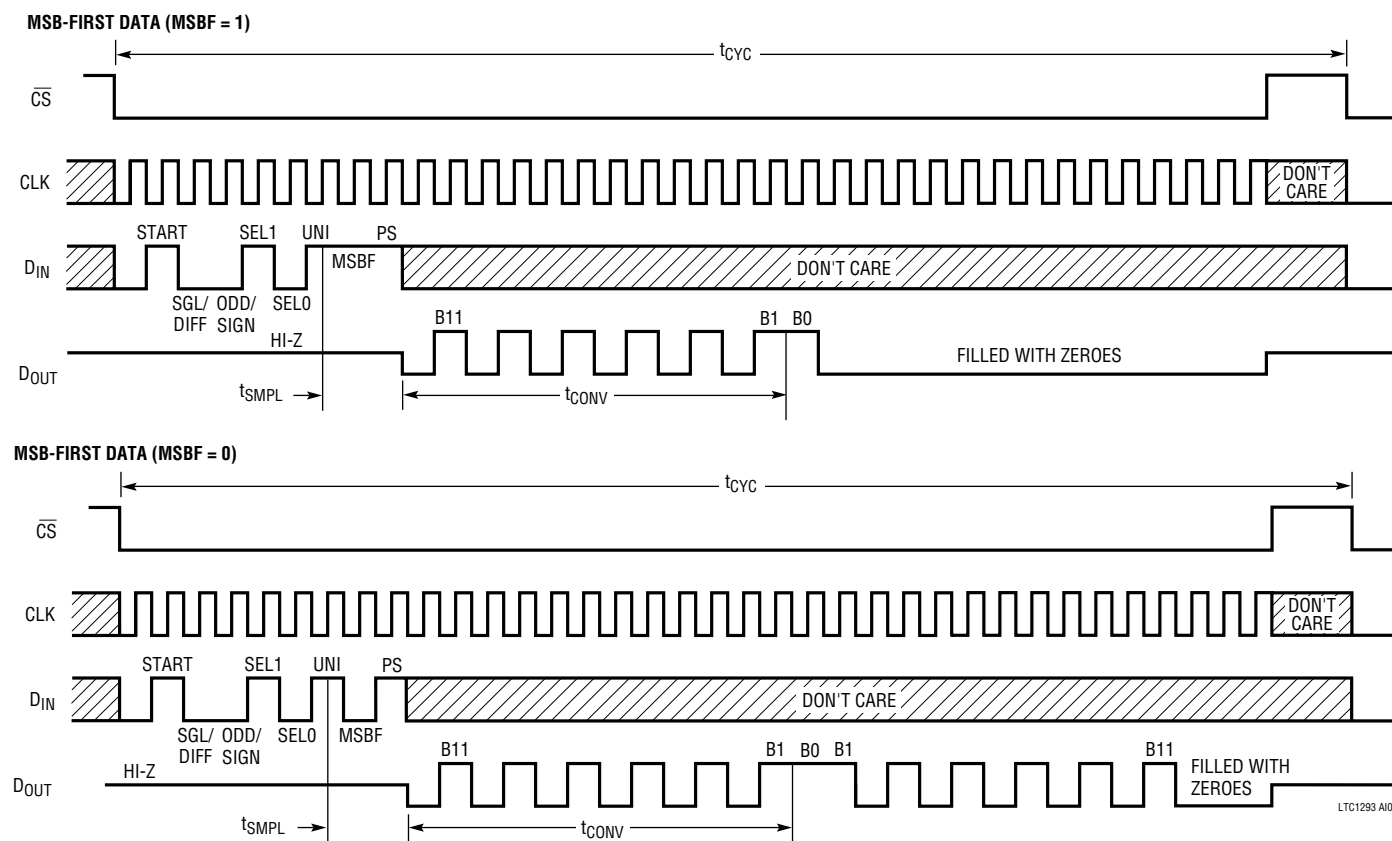 MSB-FIRST DATA (MSBF = 1)
tCYC
CS
CLK
DON'T
CARE
START
SEL1
UNI
PS
DIN
MSBF
DON'T CARE
SGL/
DIFF
ODD/
SIGN
SEL0
B11
B1
B0
HI-Z
FILLED WITH ZEROES
DOUT
tSMPL
tCONV
MSB-FIRST DATA (MSBF = 0)
tCYC
CS
CLK
DON'T
CARE
START
SEL1
UNI
PS
DIN
DON'T CARE
SGL/
DIFF
ODD/
SIGN
SEL0
MSBF
B11
B1
B0
B1
B11
HI-Z
FILLED WITH
ZEROES
DOUT
LTC1293 AI0
tSMPL
tCONV